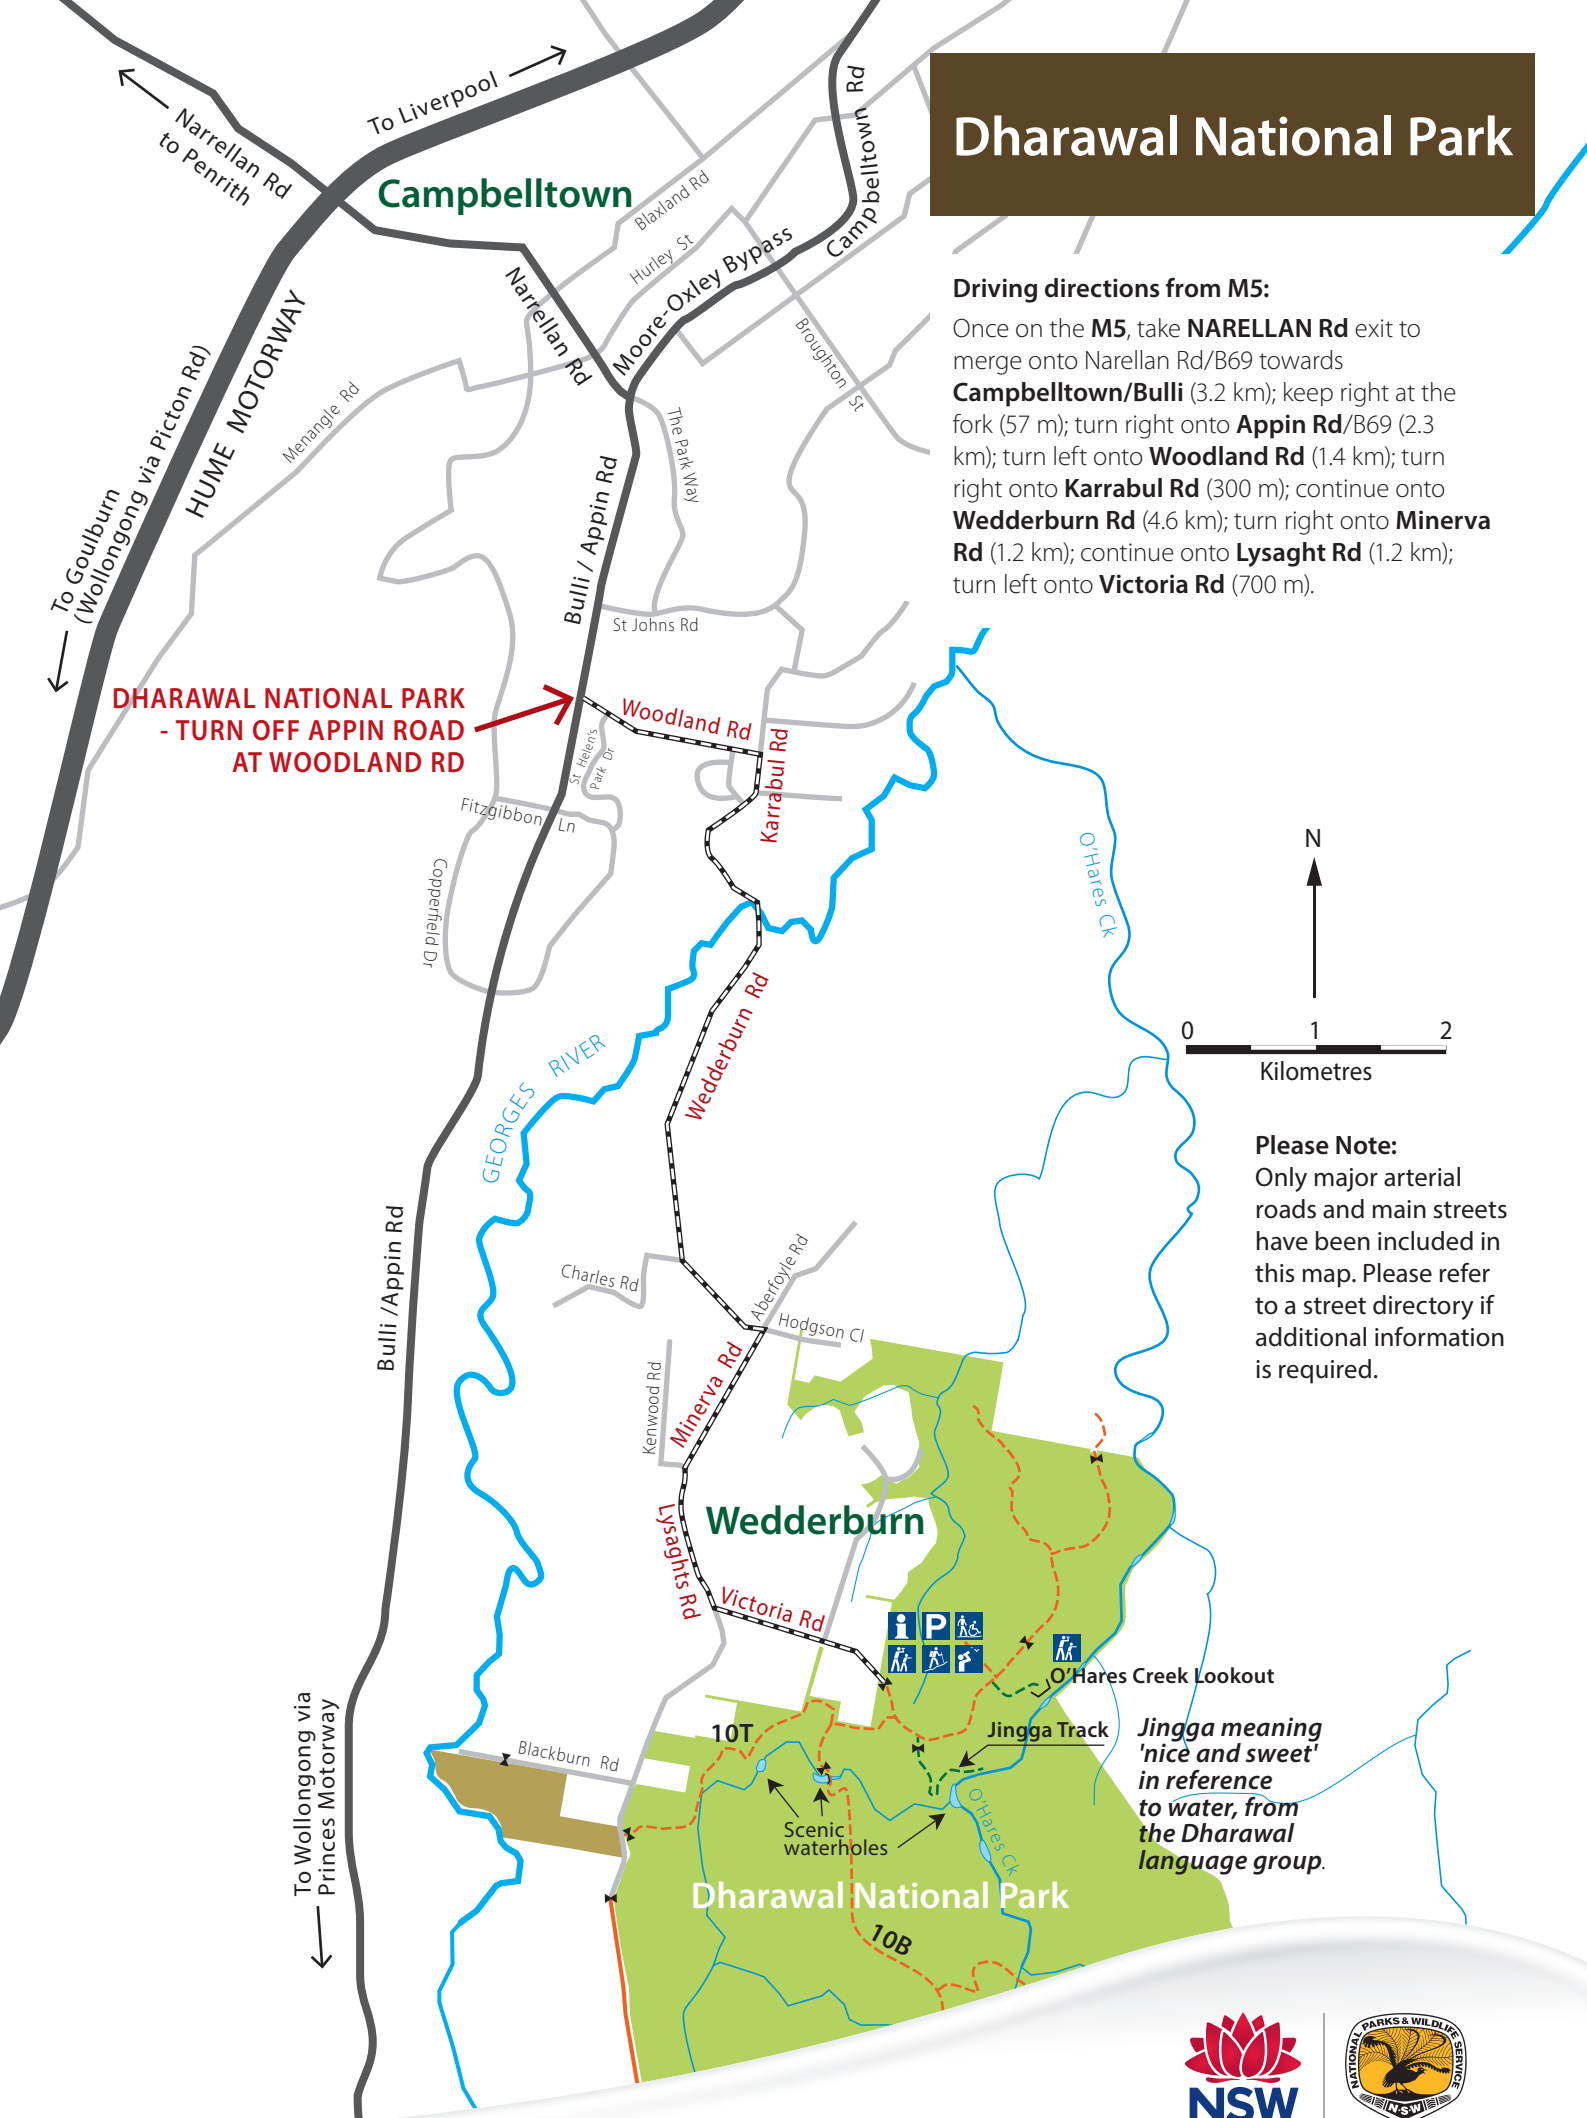 Dharawal National Park
Driving directions from M5:
Once on the M5, take NARELLAN Rd exit to
merge onto Narellan Rd/B69 towards
Campbelltown/Bulli (3.2 km); keep right at the
fork (57 m); turn right onto Appin Rd/B69 (2.3
km); turn left onto Woodland Rd (1.4 km); turn
right onto Karrabul Rd (300 m); continue onto
Wedderburn Rd (4.6 km); turn right onto Minerva
Rd (1.2 km); continue onto Lysaght Rd (1.2 km);
turn left onto Victoria Rd (700 m).
To Liverpool
Narrellan Rd
to Penrith
Campbelltown
Blaxland Rd
Hurley St
Moore-Oxley Bypass
Campbelltown Rd
Narrellan Rd
Broughton St
HUME MOTORWAY
To Goulburn
(Wollongong via Picton Rd)
Menangle Rd
The Park Way
Bulli / Appin Rd
St Johns Rd
DHARAWAL NATIONAL PARK
- TURN OFF APPIN ROAD
AT WOODLAND RD
Woodland Rd
Karrabul Rd
St Helen's
Park Dr
Fitzgibbon Ln
Copperfield Dr
O'Hares Ck
N
0 1 2
Kilometres
Wedderburn Rd
GEORGES RIVER
Please Note:
Only major arterial
roads and main streets
have been included in
this map. Please refer
to a street directory if
additional information
is required.
Bulli /Appin Rd
Charles Rd
Aberfoyle Rd
Hodgson Cl
Kenwood Rd
Minerva Rd
Wedderburn
Lysaghts Rd
Victoria Rd
i P
O'Hares Creek Lookout
Jingga Track
Jingga meaning
'nice and sweet'
in reference
to water, from
the Dharawal
language group.
10T
Blackburn Rd
Scenic
waterholes
O'Hares Ck
To Wollongong via
Princes Motorway
Dharawal National Park
10B
NSW
NATIONAL PARKS & WILDLIFE SERVICE
N·S·W